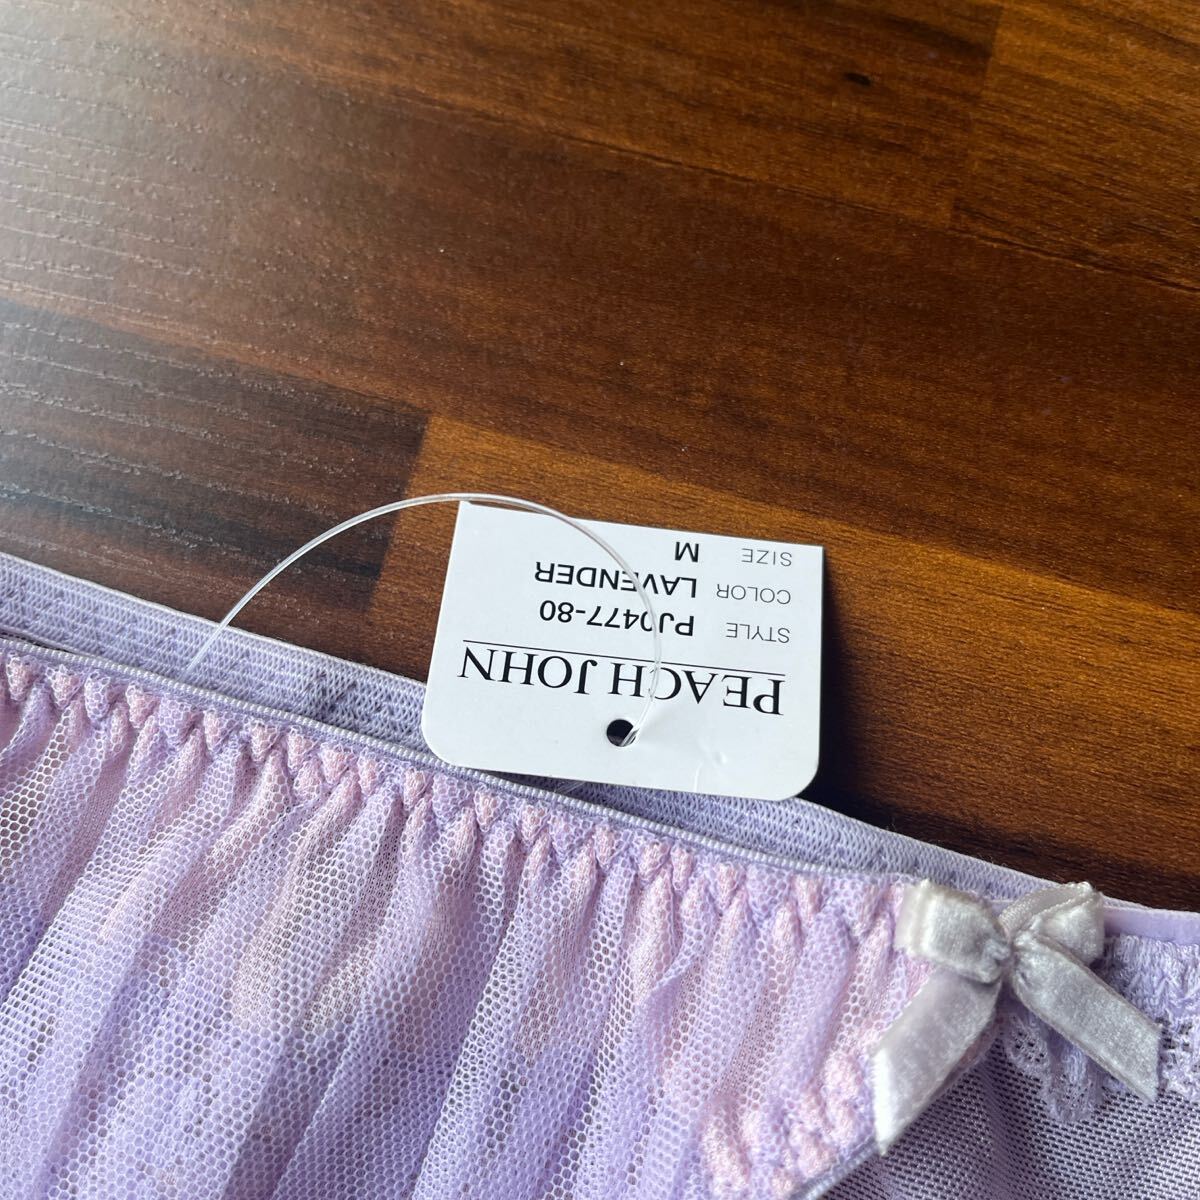 PEACH JOHN
STYLE PJ0477-80
COLOR LAVENDER
SIZE M